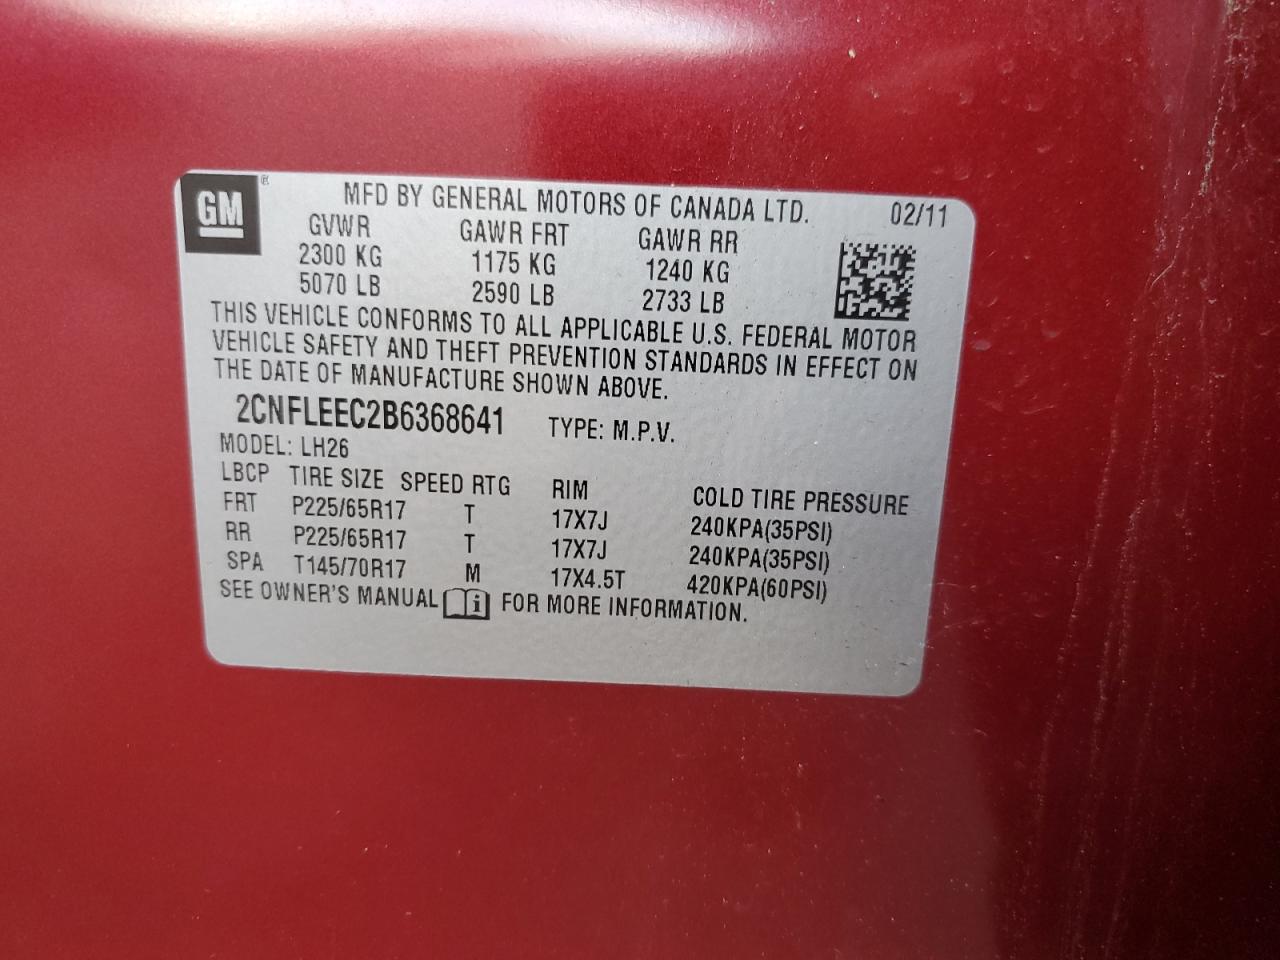 GM ® MFD BY GENERAL MOTORS OF CANADA LTD. 02/11
GVWR GAWR FRT GAWR RR
2300 KG 1175 KG 1240 KG
5070 LB 2590 LB 2733 LB
THIS VEHICLE CONFORMS TO ALL APPLICABLE U.S. FEDERAL MOTOR
VEHICLE SAFETY AND THEFT PREVENTION STANDARDS IN EFFECT ON
THE DATE OF MANUFACTURE SHOWN ABOVE.
2CNFLEEC2B6368641 TYPE: M.P.V.
MODEL: LH26
LBCP TIRE SIZE SPEED RTG RIM COLD TIRE PRESSURE
FRT P225/65R17 T 17X7J 240KPA(35PSI)
RR P225/65R17 T 17X7J 240KPA(35PSI)
SPA T145/70R17 M 17X4.5T 420KPA(60PSI)
SEE OWNER'S MANUAL i FOR MORE INFORMATION.